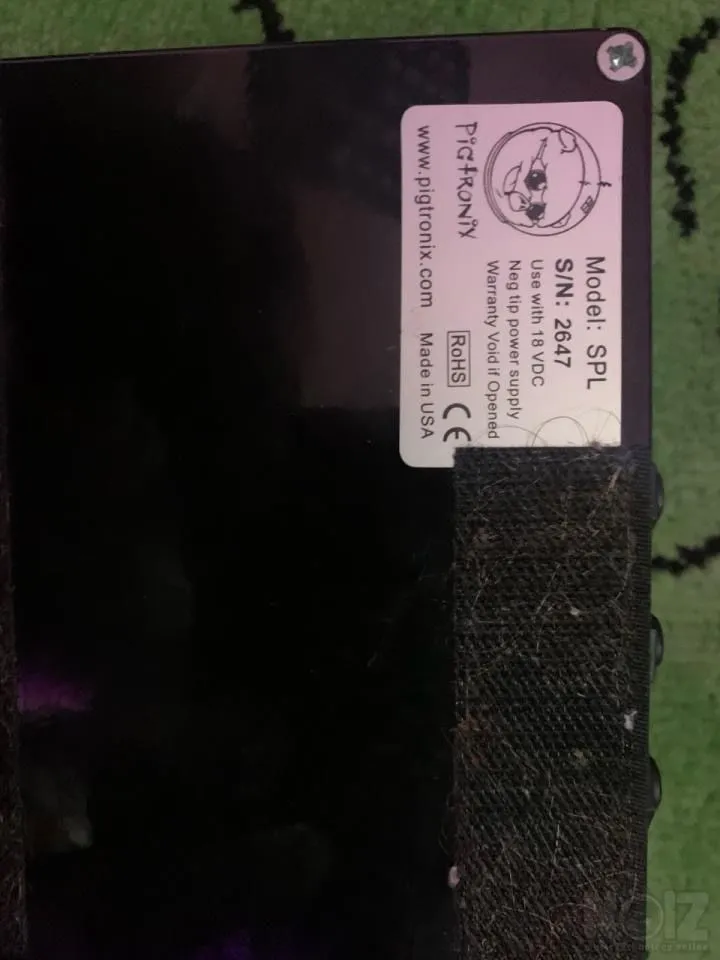 Model: SPL
S/N: 2647
Use with 18 VDC
Neg tip power supply
Warranty Void if Opened
PiGtRONiX
RoHS CE
www.pigtronix.com Made in USA